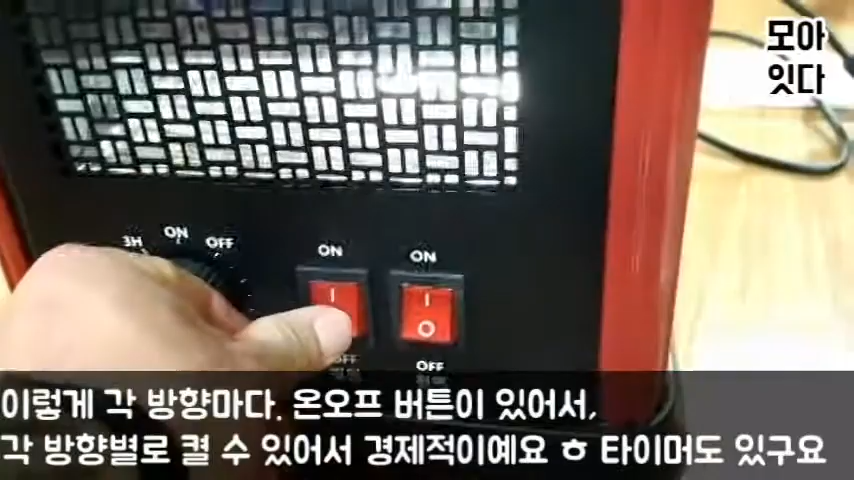 모아
잇다
3H ON OFF
ON ON
I I
O
OFF OFF
이렇게 각 방향마다. 온오프 버튼이 있어서,
각 방향별로 켤 수 있어서 경제적이예요 ㅎ 타이머도 있구요